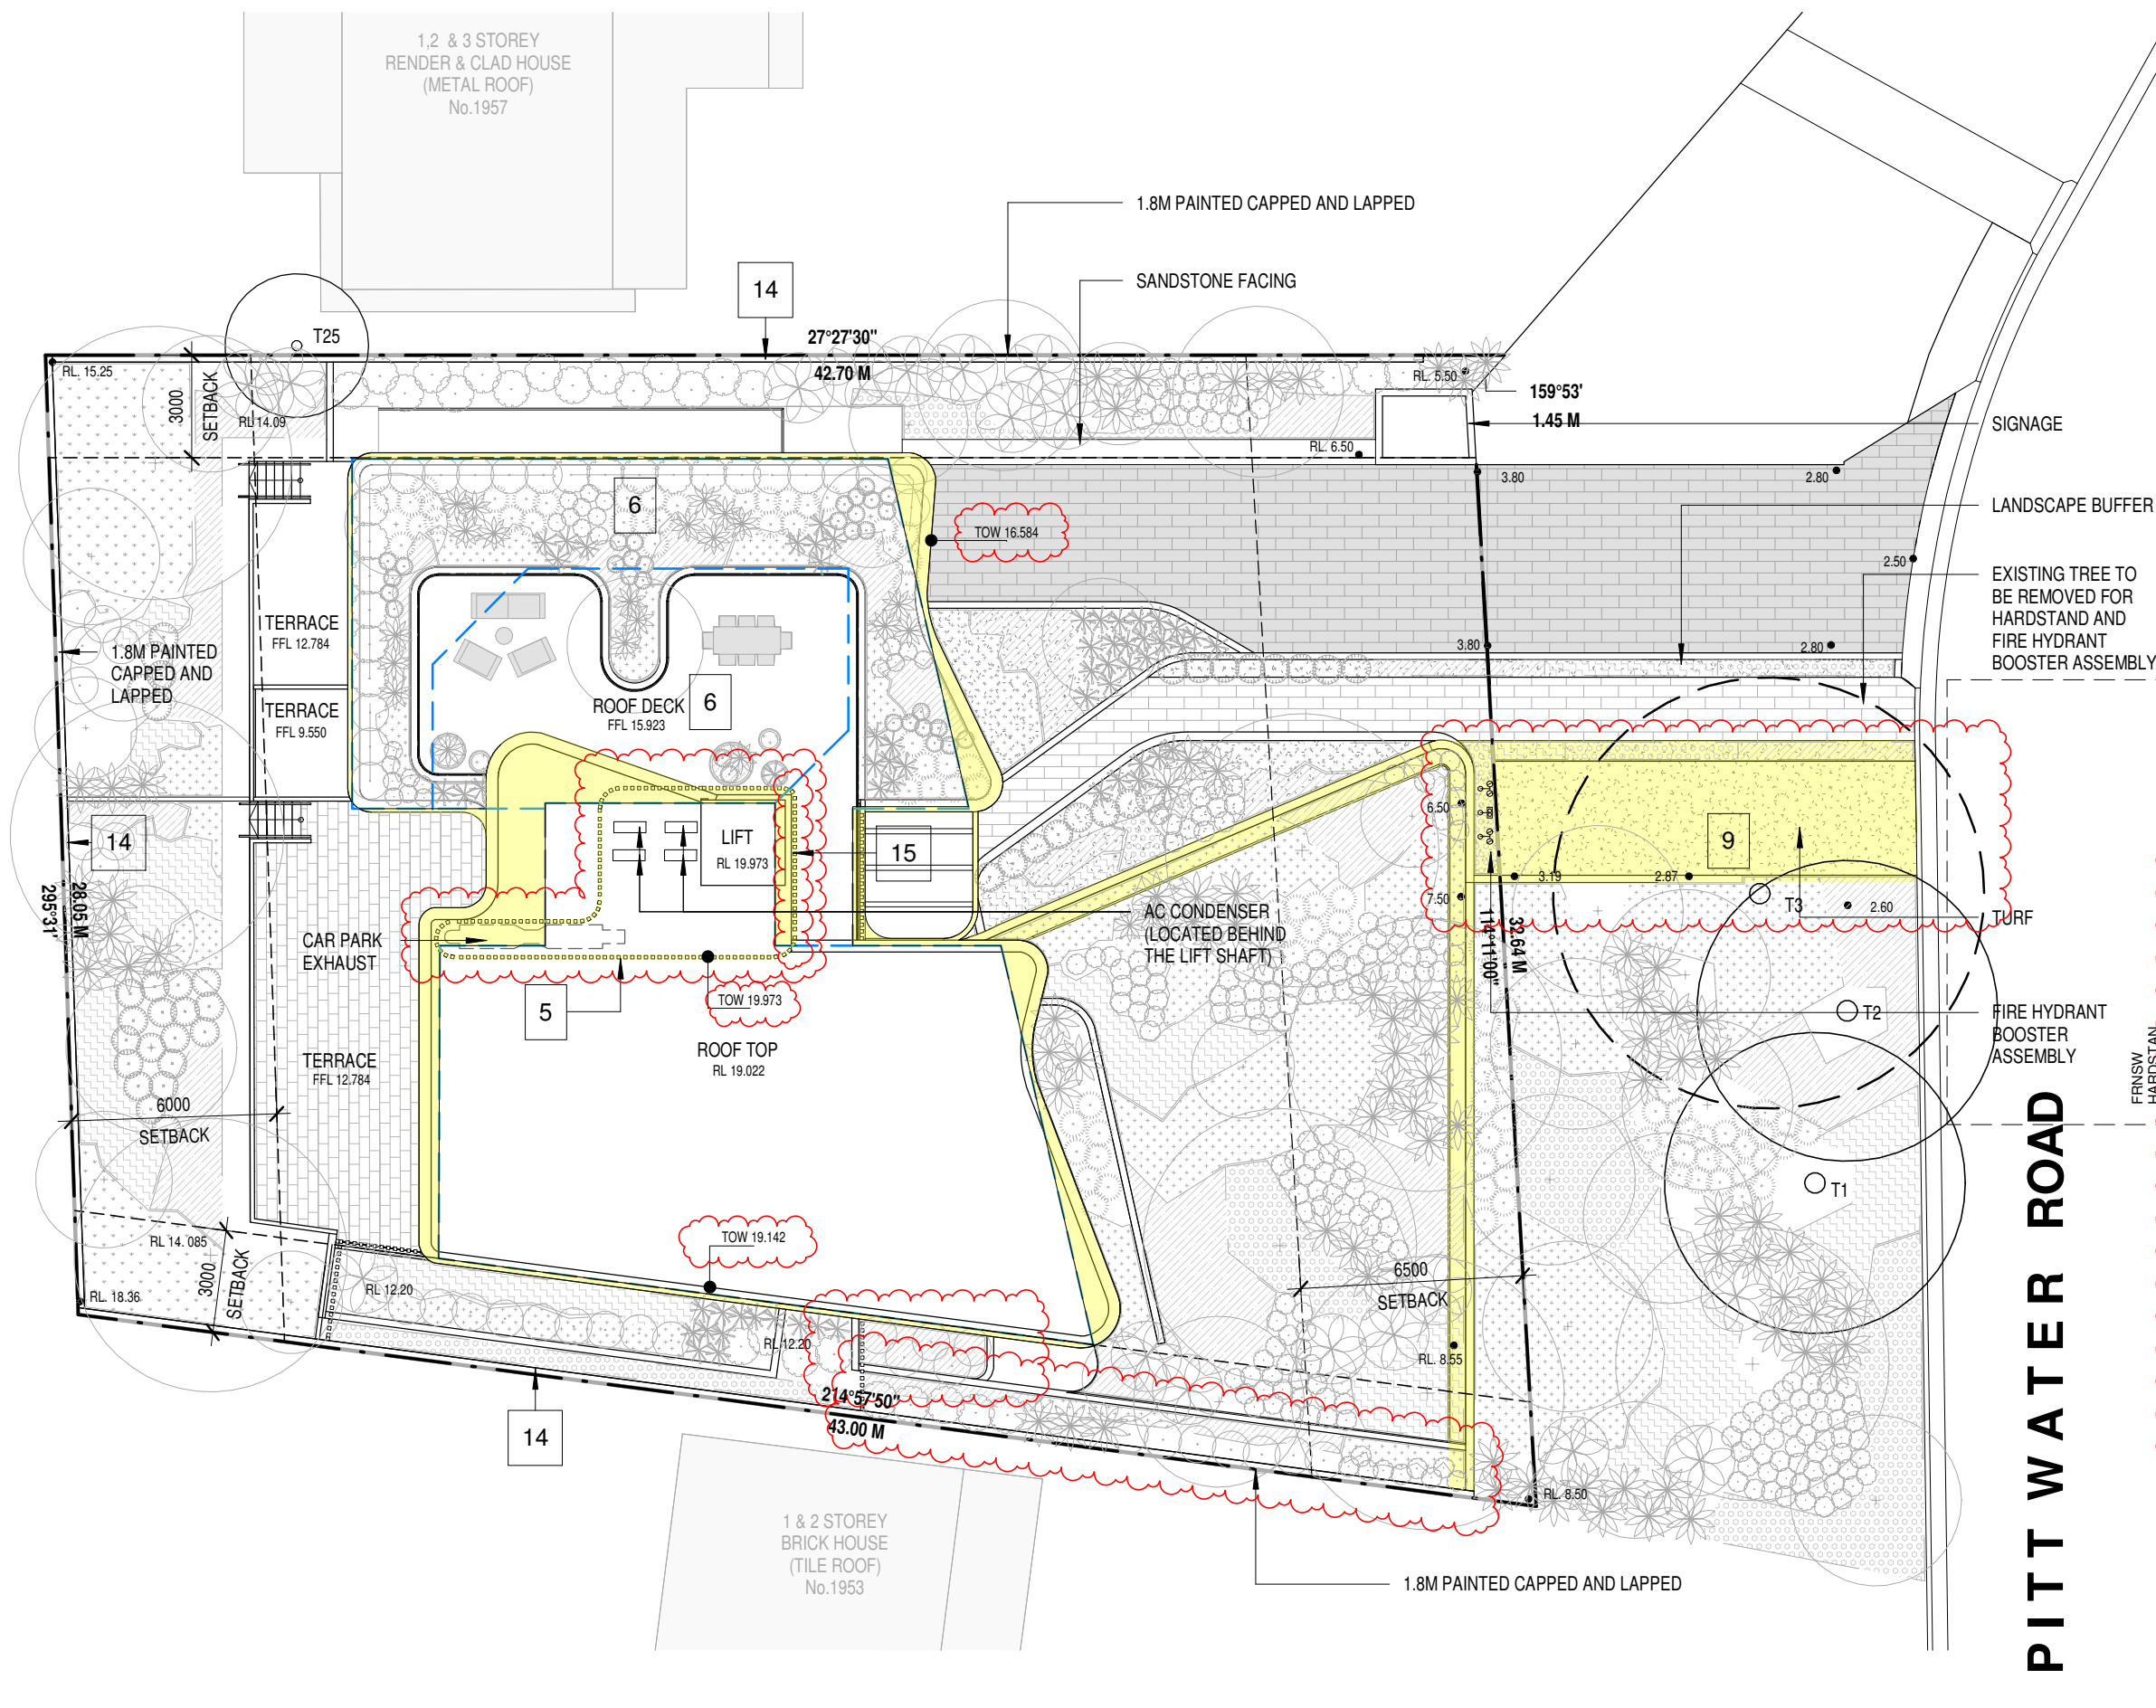 1,2 & 3 STOREY
RENDER & CLAD HOUSE
(METAL ROOF)
No.1957
1.8M PAINTED CAPPED AND LAPPED
SANDSTONE FACING
14
T25
27°27'30"
42.70 M
RL. 15.25
3000
SETBACK
RL 14.09
RL. 5.50
159°53'
1.45 M
SIGNAGE
RL. 6.50
3.80
2.80
6
TOW 16.584
LANDSCAPE BUFFER
2.50
EXISTING TREE TO
BE REMOVED FOR
HARDSTAND AND
FIRE HYDRANT
BOOSTER ASSEMBLY
TERRACE
FFL 12.784
1.8M PAINTED
CAPPED AND
LAPPED
3.80
2.80
TERRACE
FFL 9.550
ROOF DECK
FFL 15.923
6
14
LIFT
RL 19.973
15
6.50
9
3.19
2.87
7.50
T3
2.60
TURF
28.05 M
295°31'
CAR PARK
EXHAUST
AC CONDENSER
(LOCATED BEHIND
THE LIFT SHAFT)
32.64 M
114°11'00"
5
TOW 19.973
T2
FIRE HYDRANT
BOOSTER
ASSEMBLY
FRNSW
HARDSTAN
ROOF TOP
RL 19.022
TERRACE
FFL 12.784
6000
SETBACK
T1
RL 14. 085
3000
SETBACK
TOW 19.142
6500
SETBACK
RL. 18.36
RL 12.20
RL 12.20
RL. 8.55
214°57'50"
43.00 M
14
RL. 8.50
1 & 2 STOREY
BRICK HOUSE
(TILE ROOF)
No.1953
1.8M PAINTED CAPPED AND LAPPED
PITT WATER ROAD